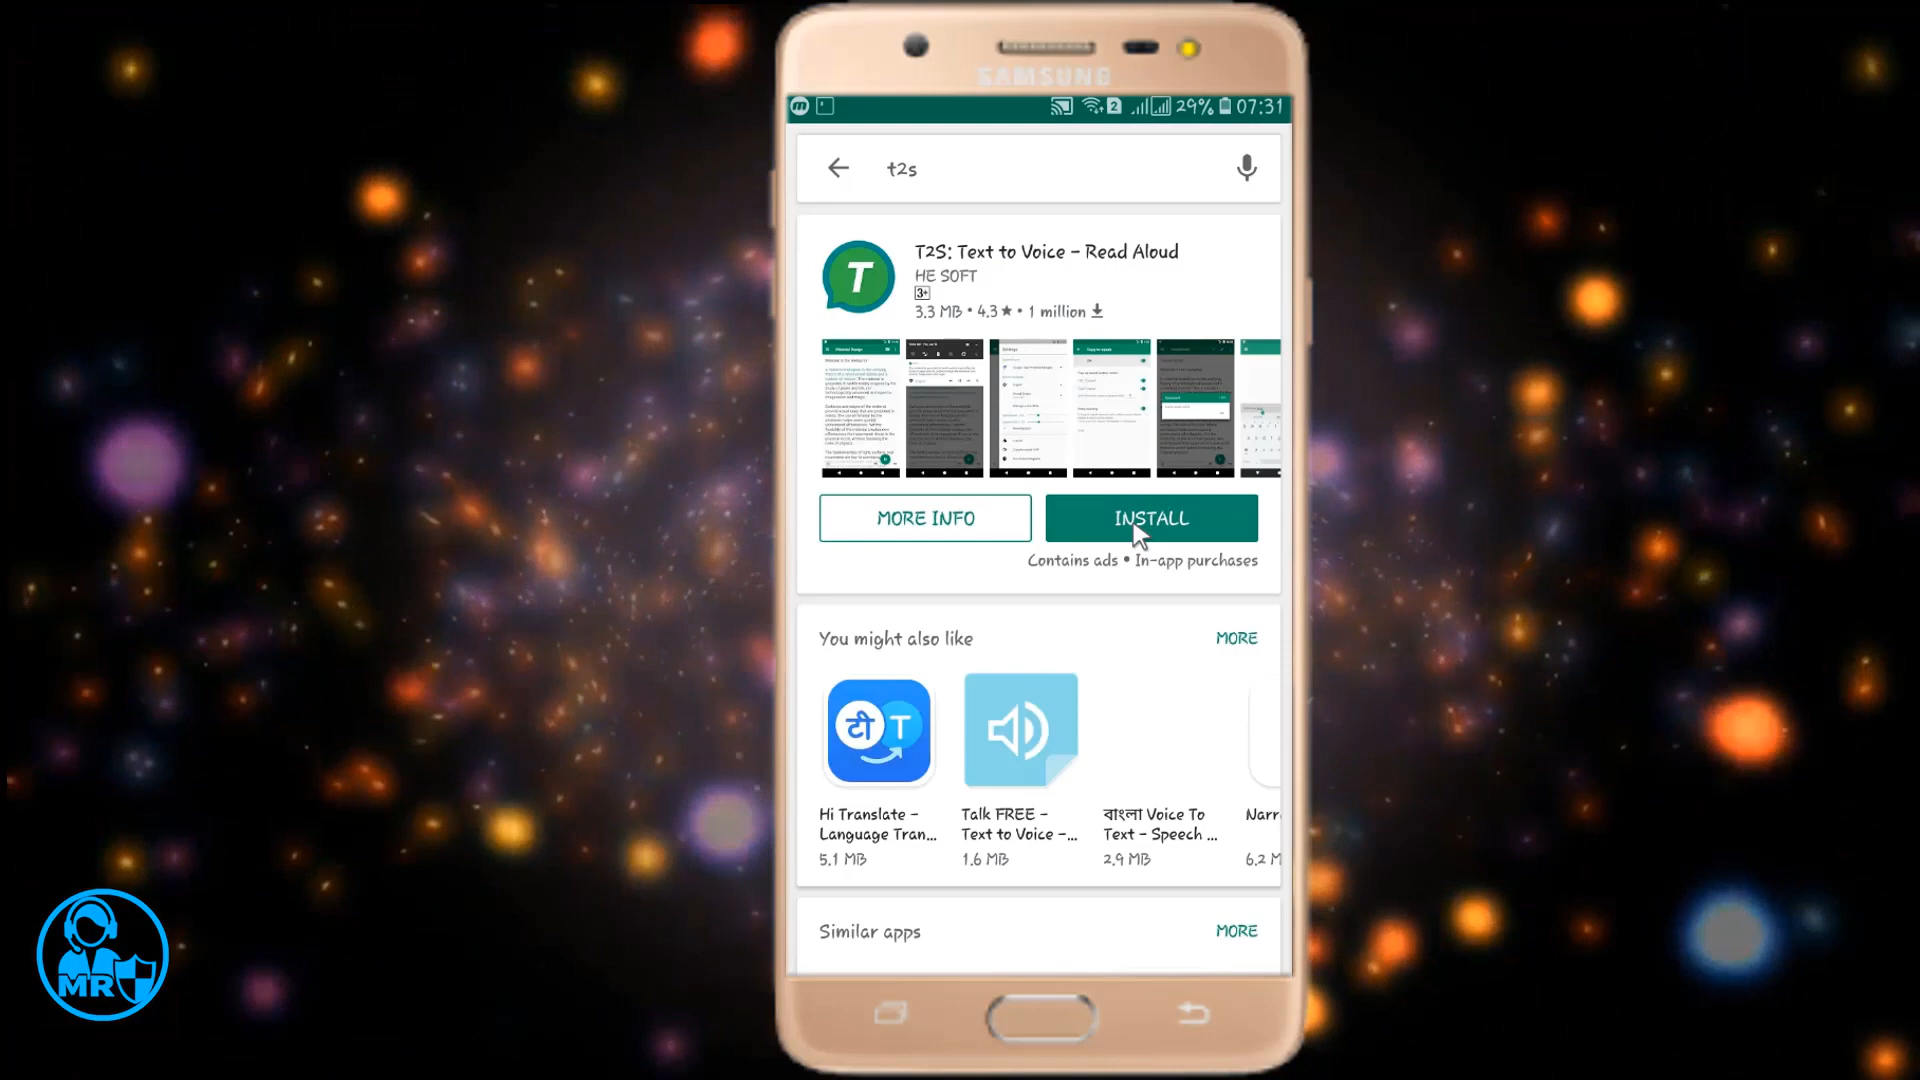 SAMSUNG
2 29% 07:31
t2s
T2S: Text to Voice - Read Aloud
HE SOFT
3+
3.3 MB • 4.3 ★ • 1 million
MORE INFO
INSTALL
Contains ads • In-app purchases
You might also like
MORE
टी T
Hi Translate - Language Tran...
5.1 MB
Talk FREE - Text to Voice -...
1.6 MB
বাংলা Voice To Text - Speech ...
2.9 MB
Narr
6.2 M
Similar apps
MORE
MR